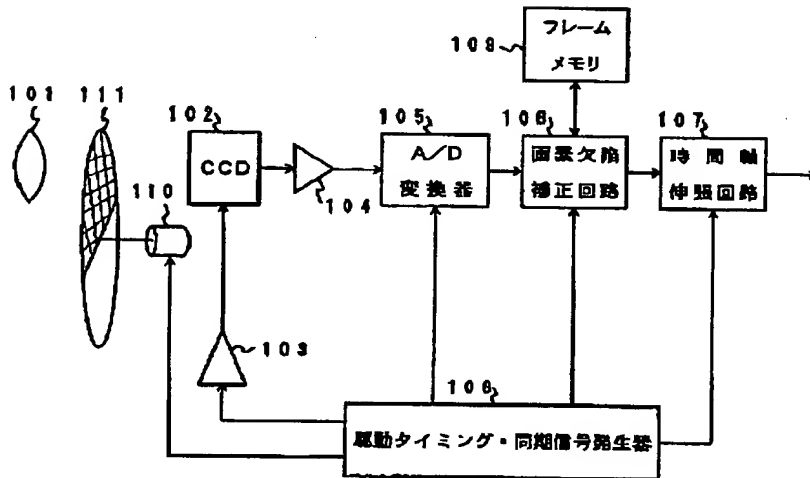 109
フレーム
メモリ
101
111
102
105
106
107
CCD
A/D
変換器
画素欠陥
補正回路
時間軸
伸張回路
104
110
103
108
駆動タイミング・同期信号発生器